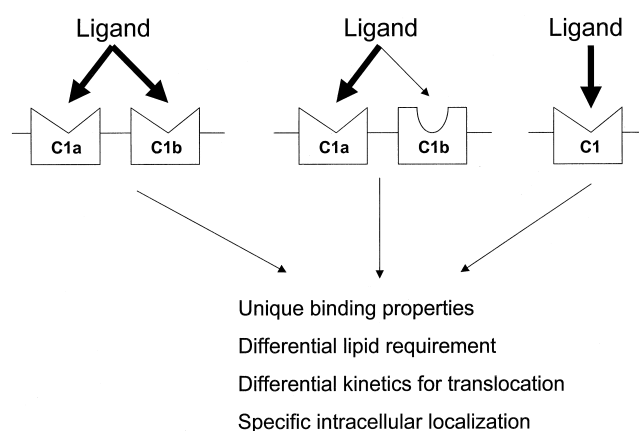 Ligand Ligand Ligand
C1a C1b C1a C1b C1
Unique binding properties
Differential lipid requirement
Differential kinetics for translocation
Specific intracellular localization